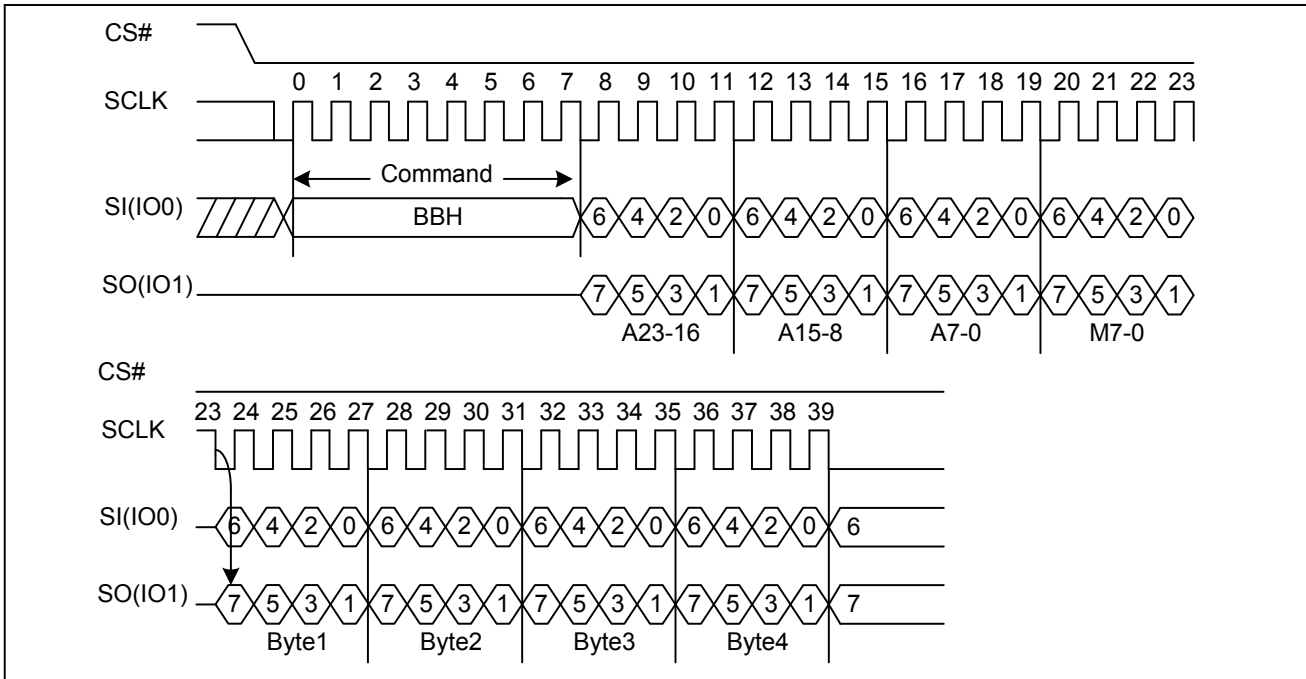 CS#
0 1 2 3 4 5 6 7 8 9 10 11 12 13 14 15 16 17 18 19 20 21 22 23
SCLK
Command
SI(IO0) BBH 6 4 2 0 6 4 2 0 6 4 2 0 6 4 2 0
SO(IO1) 7 5 3 1 7 5 3 1 7 5 3 1 7 5 3 1
A23-16 A15-8 A7-0 M7-0
CS#
23 24 25 26 27 28 29 30 31 32 33 34 35 36 37 38 39
SCLK
SI(IO0) 6 4 2 0 6 4 2 0 6 4 2 0 6 4 2 0 6
SO(IO1) 7 5 3 1 7 5 3 1 7 5 3 1 7 5 3 1 7
Byte1 Byte2 Byte3 Byte4